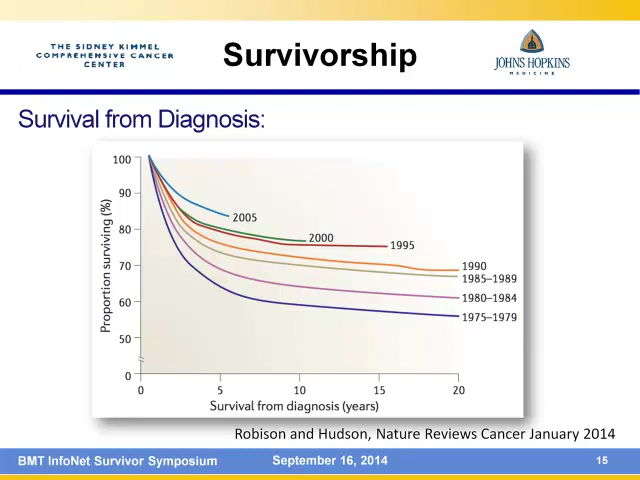 THE SIDNEY KIMMEL
COMPREHENSIVE CANCER
CENTER
Survivorship
JOHNS HOPKINS
MEDICINE
Survival from Diagnosis:
Proportion surviving (%)
100
90
80
70
60
50
0
2005
2000
1995
1990
1985–1989
1980–1984
1975–1979
0 5 10 15 20
Survival from diagnosis (years)
Robison and Hudson, Nature Reviews Cancer January 2014
BMT InfoNet Survivor Symposium September 16, 2014 15